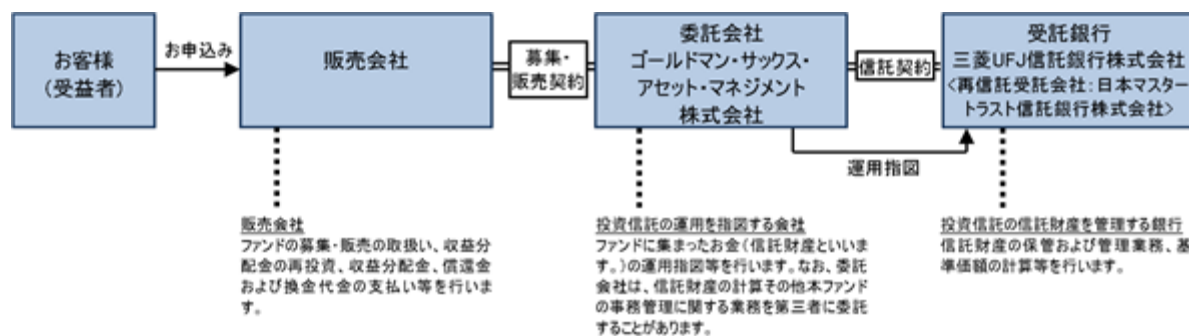 お客様
(受益者)
お申込み
販売会社
募集・
販売契約
委託会社
ゴールドマン・サックス・
アセット・マネジメント
株式会社
信託契約
受託銀行
三菱UFJ信託銀行株式会社
<再信託受託会社:日本マスター
トラスト信託銀行株式会社>
運用指図
販売会社
ファンドの募集・販売の取扱い、収益分
配金の再投資、収益分配金、償還金
および換金代金の支払い等を行いま
す。
投資信託の運用を指図する会社
ファンドに集まったお金(信託財産といいま
す。)の運用指図等を行います。なお、委託
会社は、信託財産の計算その他本ファンド
の事務管理に関する業務を第三者に委託
することがあります。
投資信託の信託財産を管理する銀行
信託財産の保管および管理業務、基
準価額の計算等を行います。